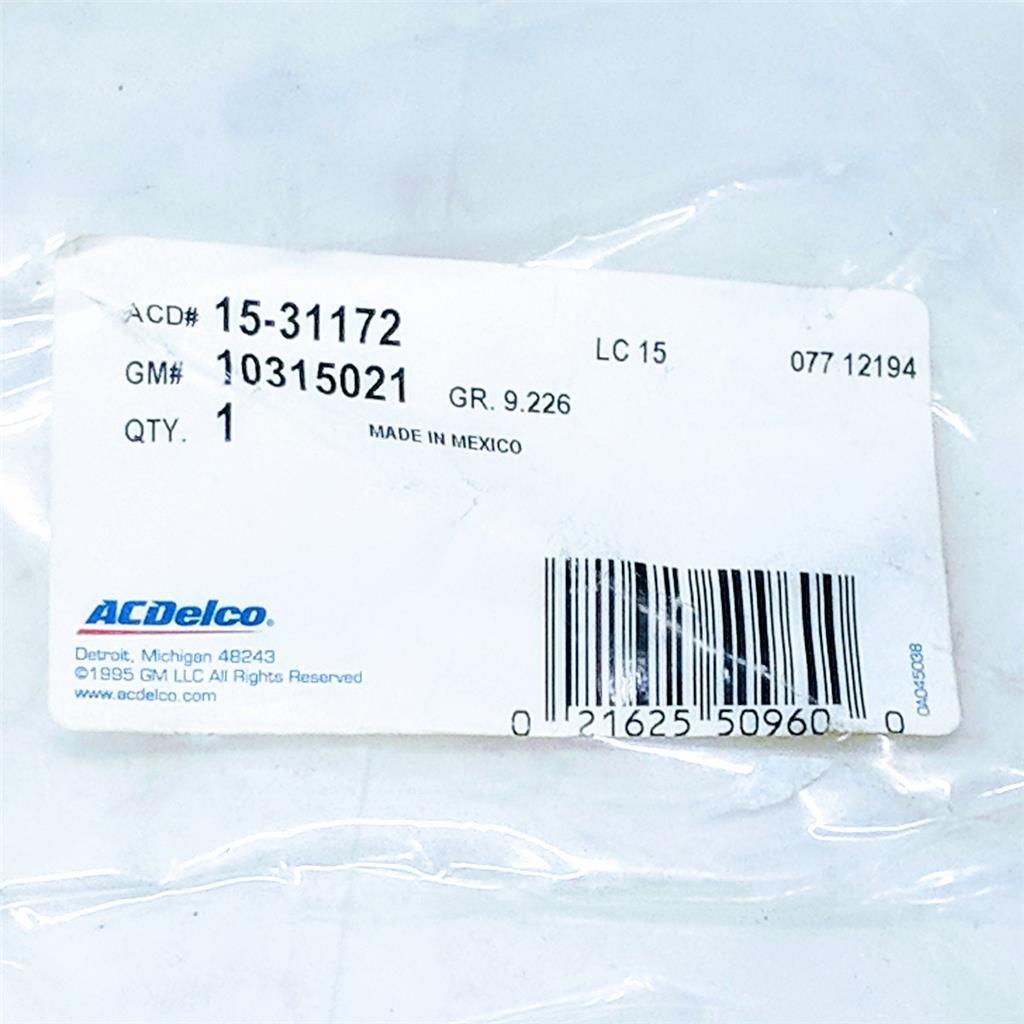 ACD# 15-31172
LC 15
077 12194
GM# 10315021 GR. 9.226
QTY. 1
MADE IN MEXICO
ACDelco®
Detroit, Michigan 48243
©1995 GM LLC All Rights Reserved
www.acdelco.com
0 21625 50960 0
0A045038